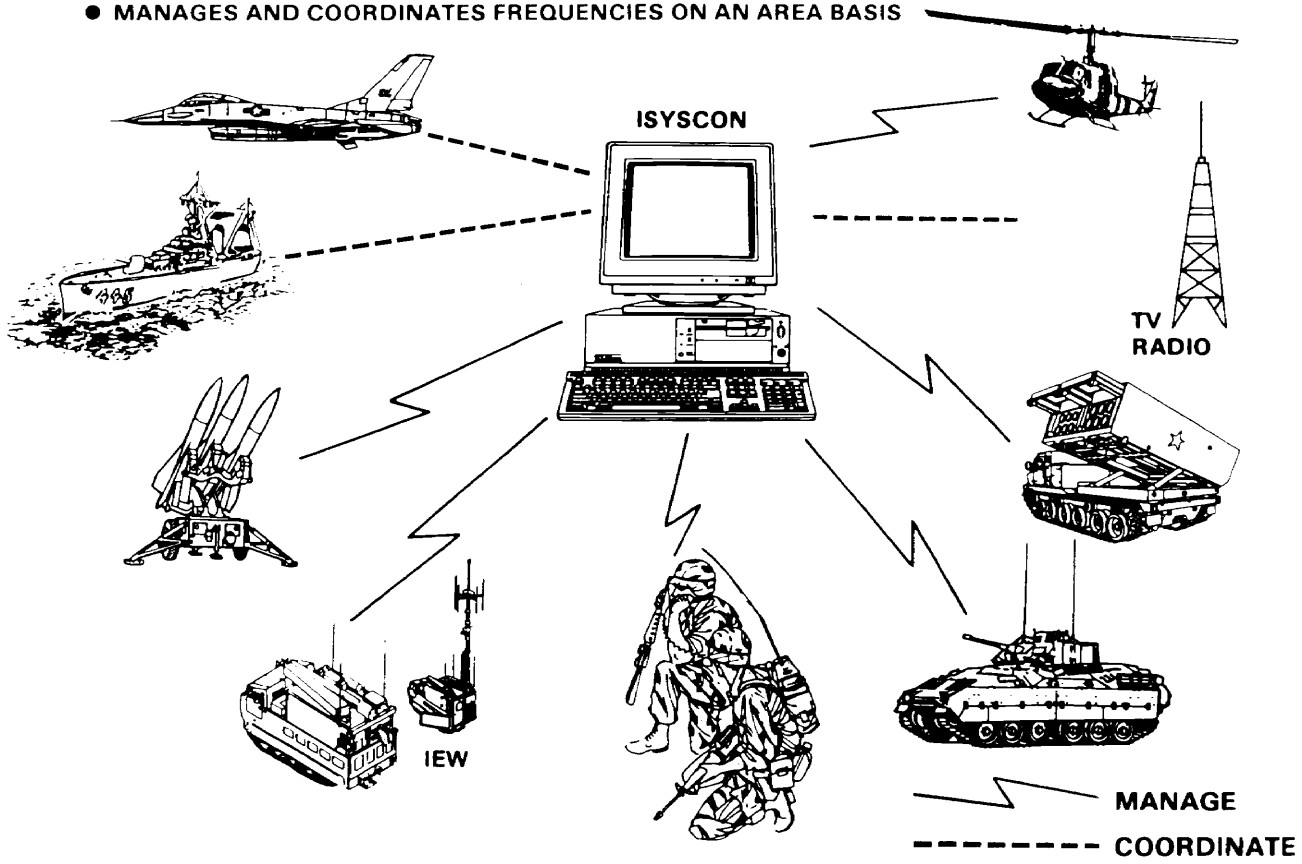 ● MANAGES AND COORDINATES FREQUENCIES ON AN AREA BASIS
ISYSCON
TV
RADIO
IEW
MANAGE
COORDINATE